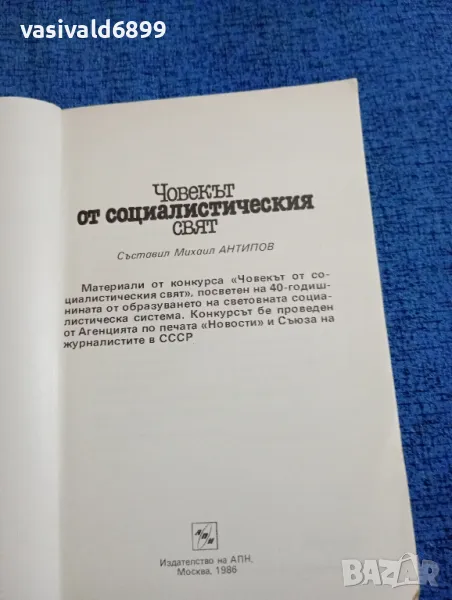 vasivald6899
Човекът
от социалистическия
свят
Съставил Михаил АНТИПОВ
Материали от конкурса «Човекът от со-
циалистическия свят», посветен на 40-годиш-
нината от образуването на световната социа-
листическа система. Конкурсът бе проведен
от Агенцията по печата «Новости» и Съюза на
журналистите в СССР
апн
Издателство на АПН.
Москва, 1986
BAZAR